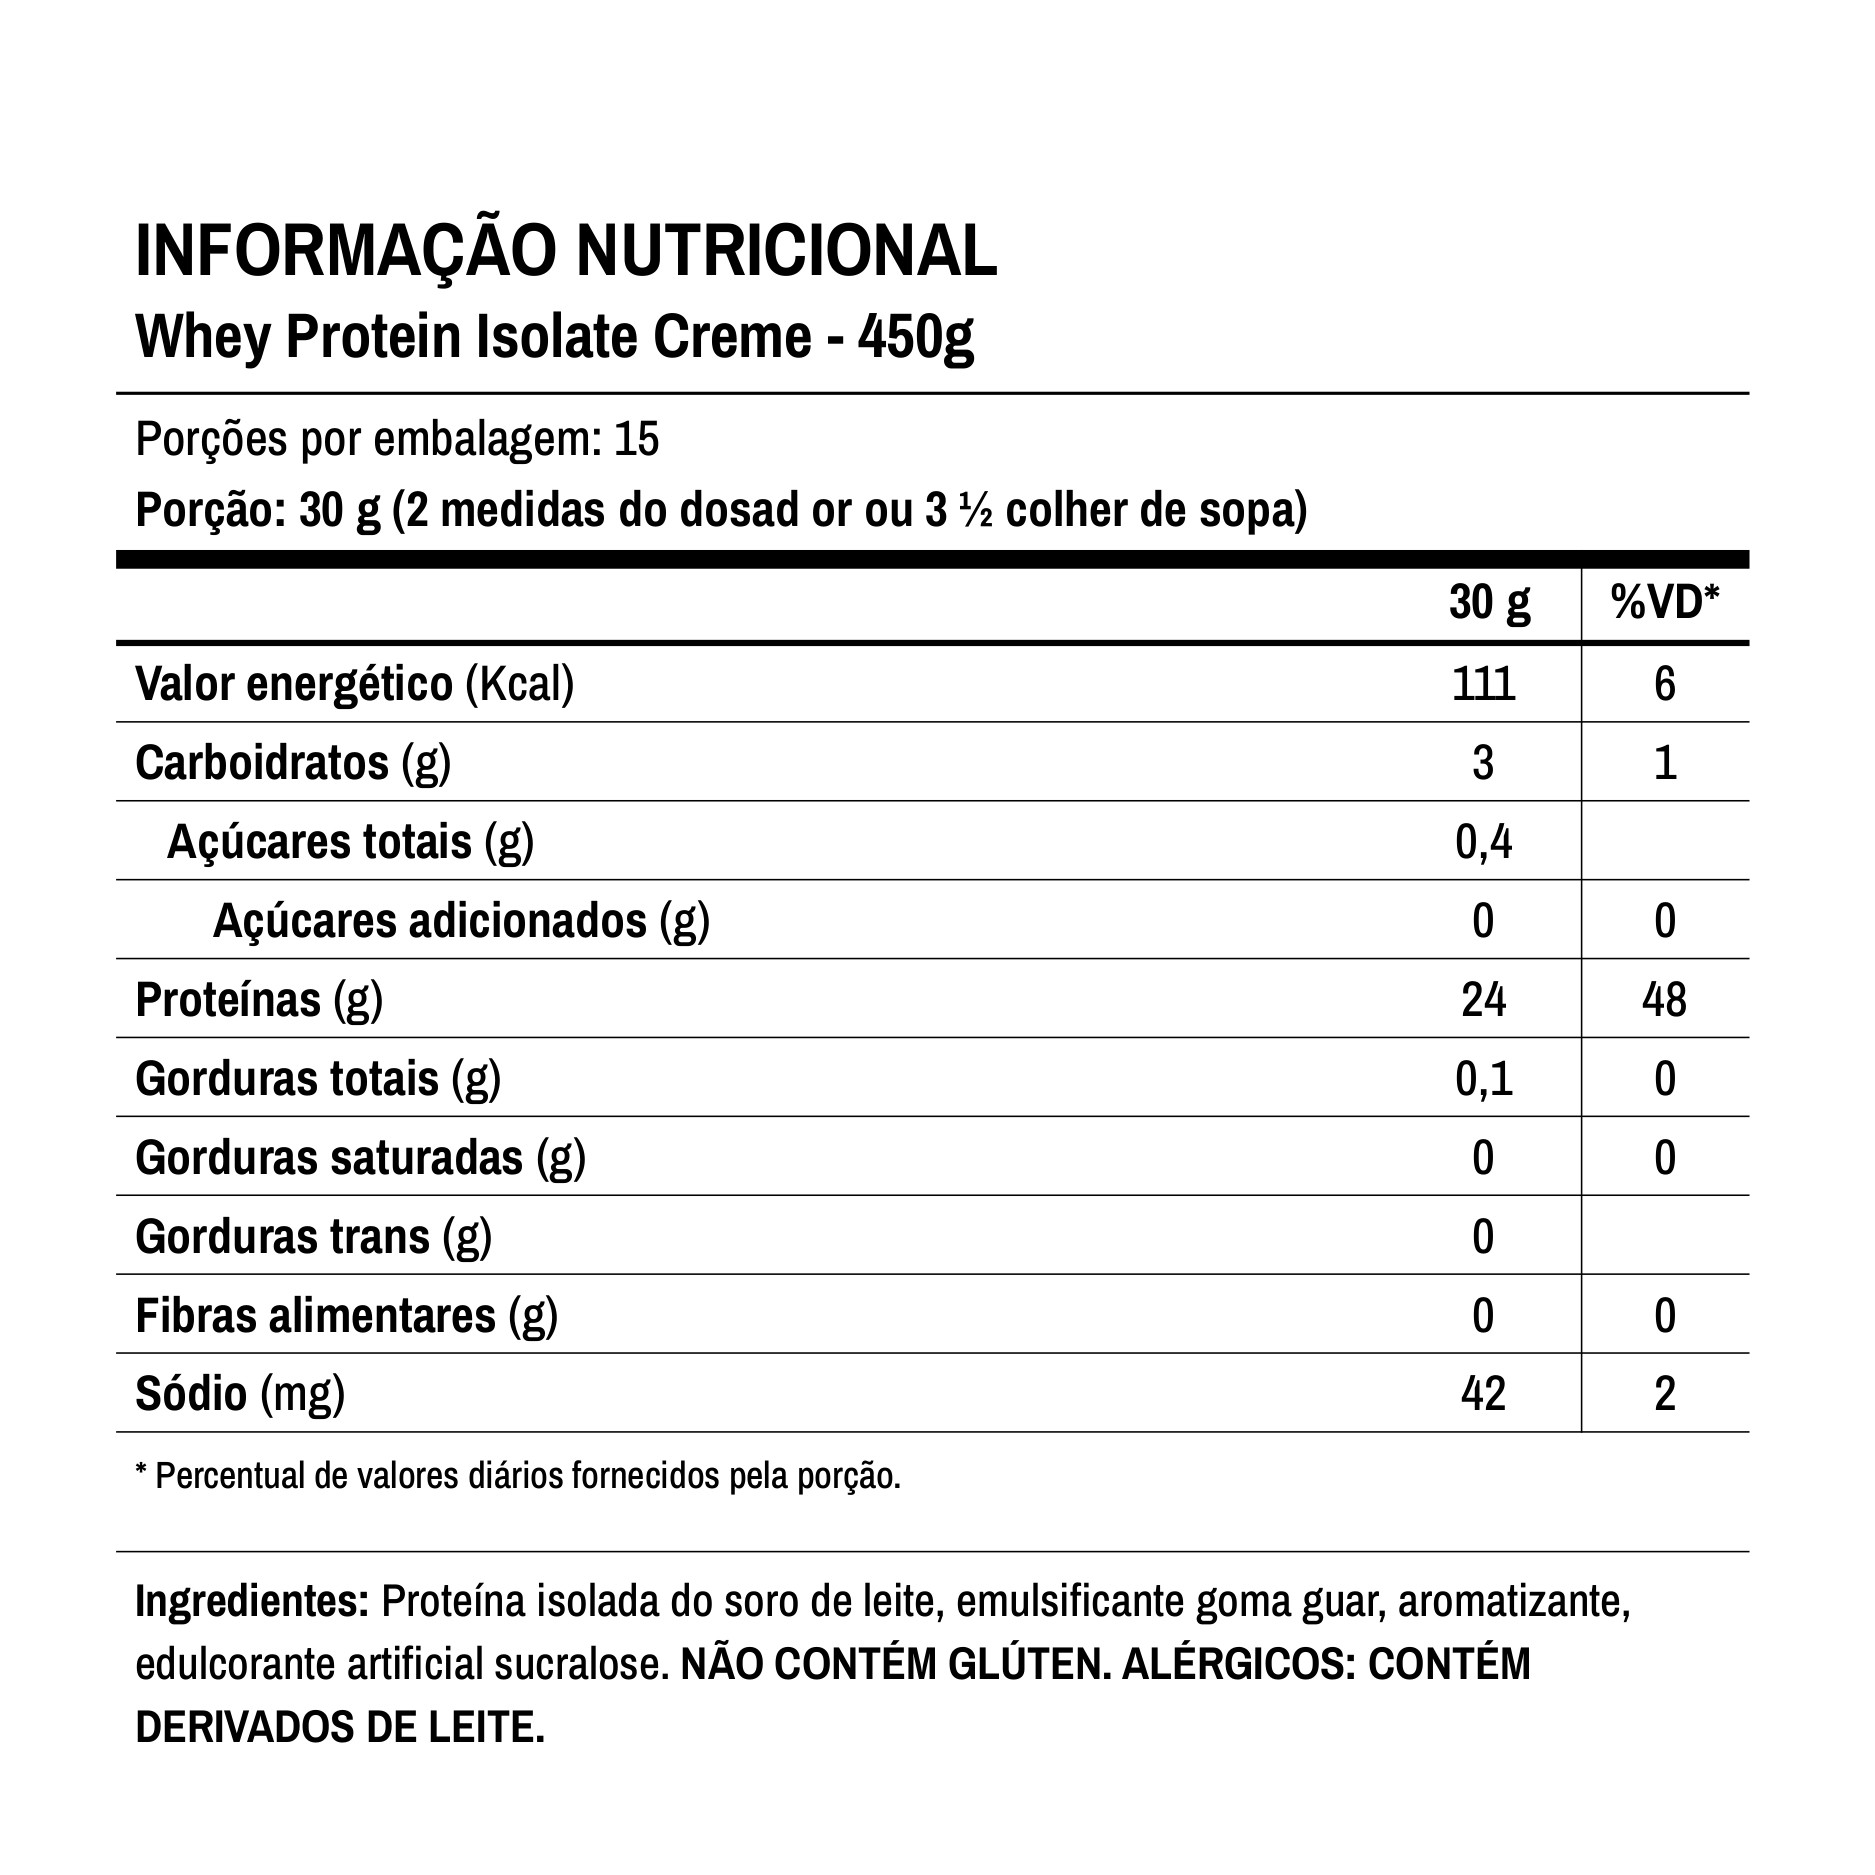 INFORMAÇÃO NUTRICIONAL
Whey Protein Isolate Creme - 450g
Porções por embalagem: 15
Porção: 30 g (2 medidas do dosad or ou 3 ½ colher de sopa)
30 g %VD*
Valor energético (Kcal) 111 6
Carboidratos (g) 3 1
Açúcares totais (g) 0,4
Açúcares adicionados (g) 0 0
Proteínas (g) 24 48
Gorduras totais (g) 0,1 0
Gorduras saturadas (g) 0 0
Gorduras trans (g) 0
Fibras alimentares (g) 0 0
Sódio (mg) 42 2
* Percentual de valores diários fornecidos pela porção.
Ingredientes: Proteína isolada do soro de leite, emulsificante goma guar, aromatizante,
edulcorante artificial sucralose. NÃO CONTÉM GLÚTEN. ALÉRGICOS: CONTÉM
DERIVADOS DE LEITE.